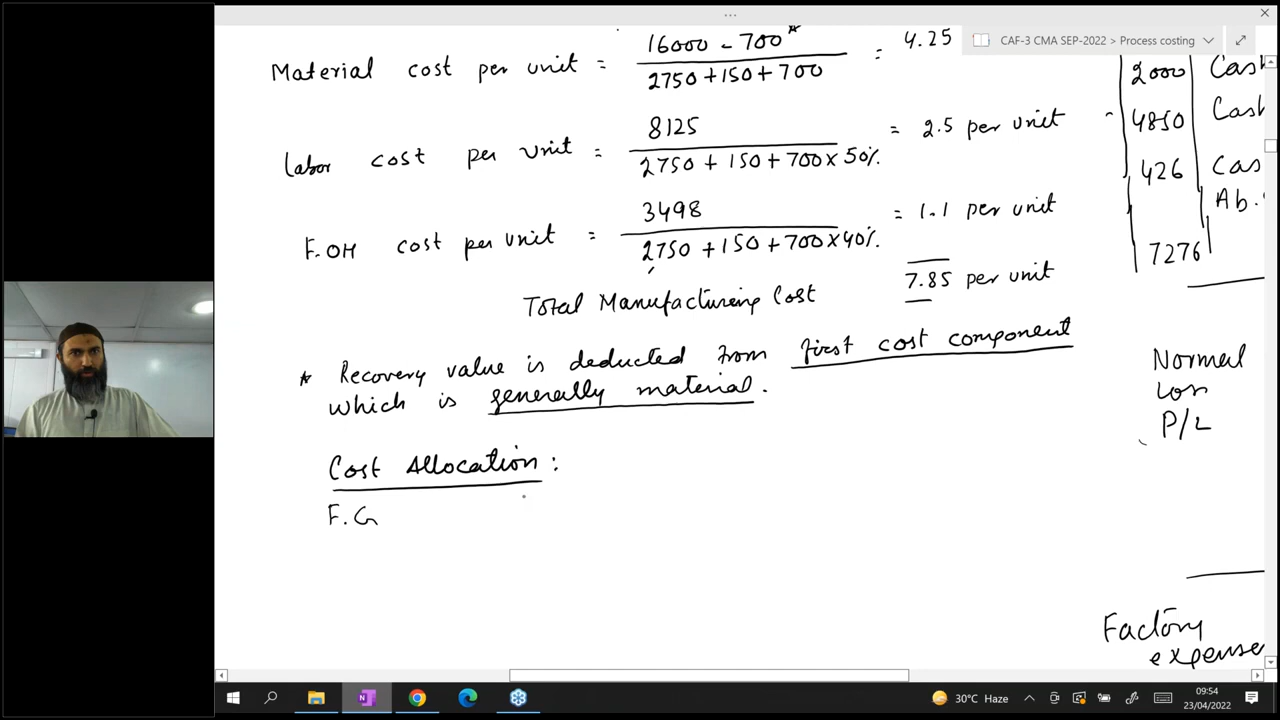 CAF-3 CMA SEP-2022 > Process costing
Material cost per unit = 16000 - 700* = 4.25
2750+150+700
Labor cost per unit = 8125 = 2.5 per unit
2750 + 150 + 700 x 50%
F.OH cost per unit = 3498 = 1.1 per unit
2750 +150 + 700 x 40%
Total Manufacturing Cost 7.85 per unit
* Recovery value is deducted from first cost component
which is generally material.
Cost Allocation :
F.G
2000 Cas
4850 Cas
426 Cas
Ab.
7276
Normal
Loss
P/L
Factory
expense
30°C Haze
09:54
23/04/2022